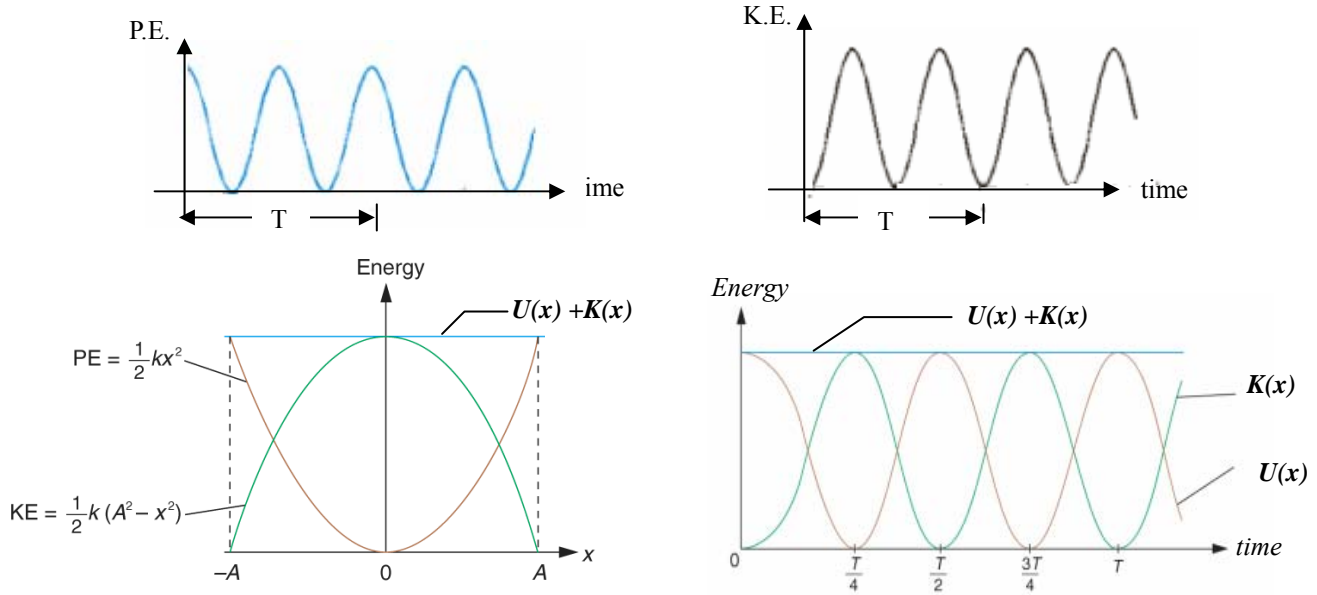 P.E.
ime
T
K.E.
time
T
Energy
U(x) +K(x)
PE = 1/2 kx²
KE = 1/2 k (A² – x²)
–A
0
A
x
Energy
U(x) +K(x)
K(x)
U(x)
0
T/4
T/2
3T/4
T
time